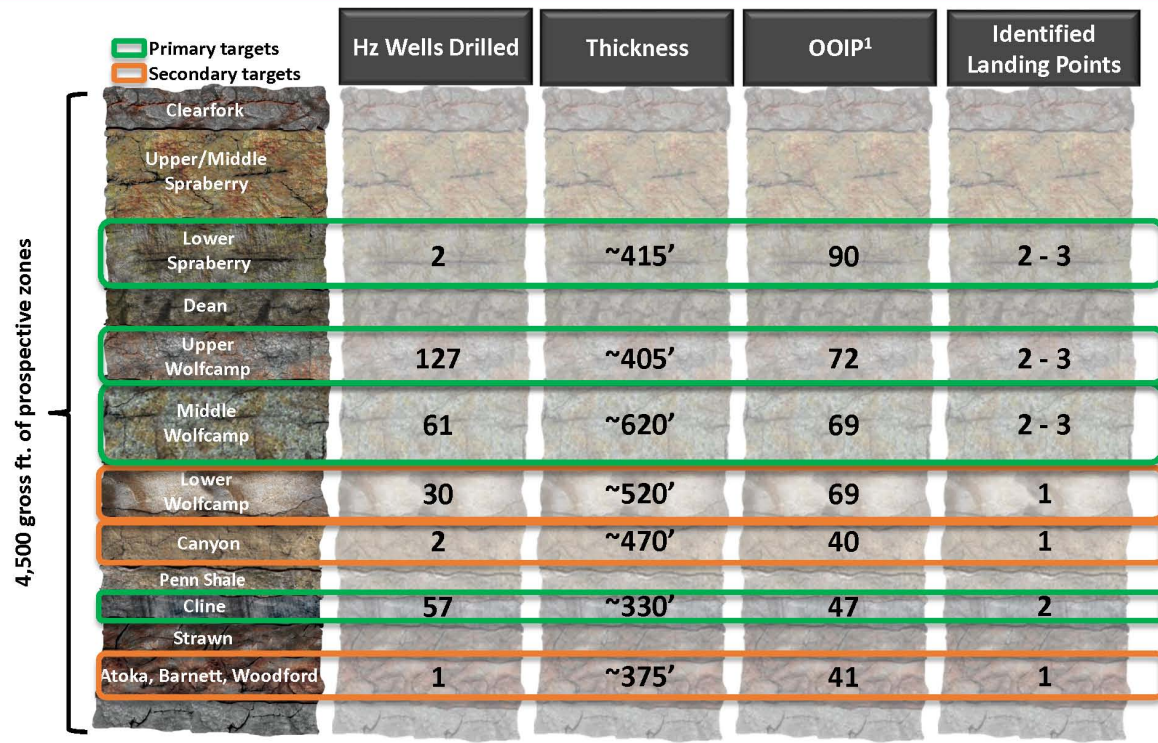 Primary targets
Secondary targets
Hz Wells Drilled
Thickness
OOIP¹
Identified
Landing Points
4,500 gross ft. of prospective zones
Clearfork
Upper/Middle
Spraberry
Lower
Spraberry
2
~415’
90
2 - 3
Dean
Upper
Wolfcamp
127
~405’
72
2 - 3
Middle
Wolfcamp
61
~620’
69
2 - 3
Lower
Wolfcamp
30
~520’
69
1
Canyon
2
~470’
40
1
Penn Shale
Cline
57
~330’
47
2
Strawn
Atoka, Barnett, Woodford
1
~375’
41
1